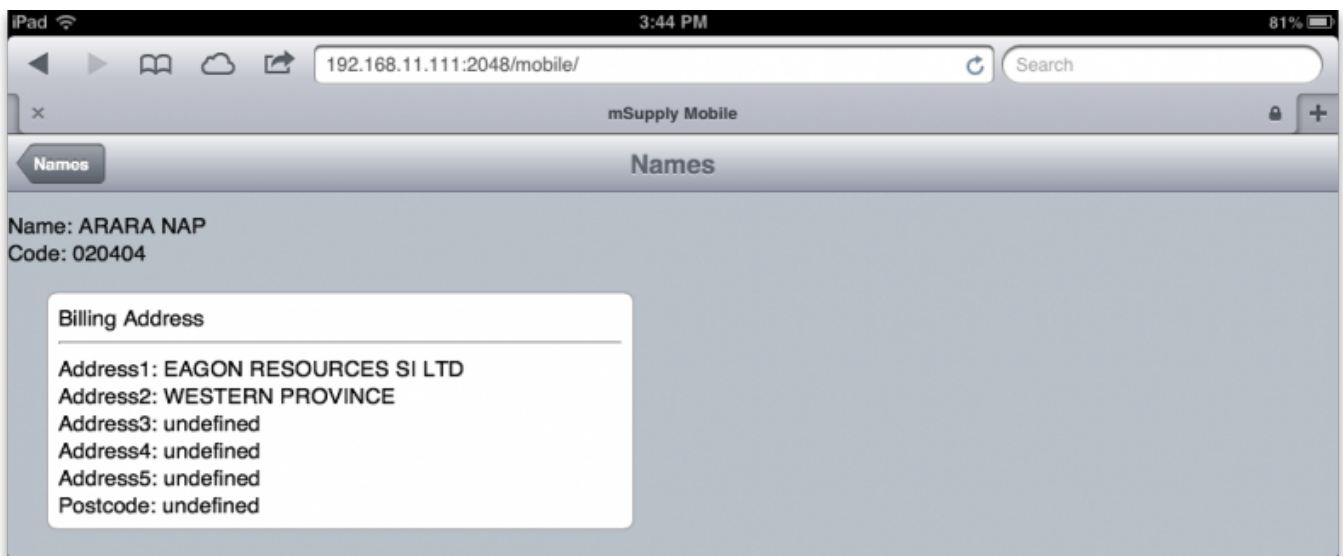 iPad 3:44 PM 81%
192.168.11.111:2048/mobile/ Search
mSupply Mobile
Names Names
Name: ARARA NAP
Code: 020404
Billing Address
Address1: EAGON RESOURCES SI LTD
Address2: WESTERN PROVINCE
Address3: undefined
Address4: undefined
Address5: undefined
Postcode: undefined